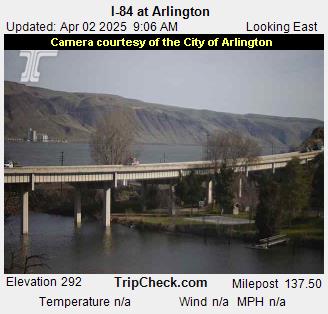 I-84 at Arlington
Updated: Apr 02 2025 9:06 AM Looking East
Camera courtesy of the City of Arlington
Elevation 292 TripCheck.com Milepost 137.50
Temperature n/a Wind n/a MPH n/a